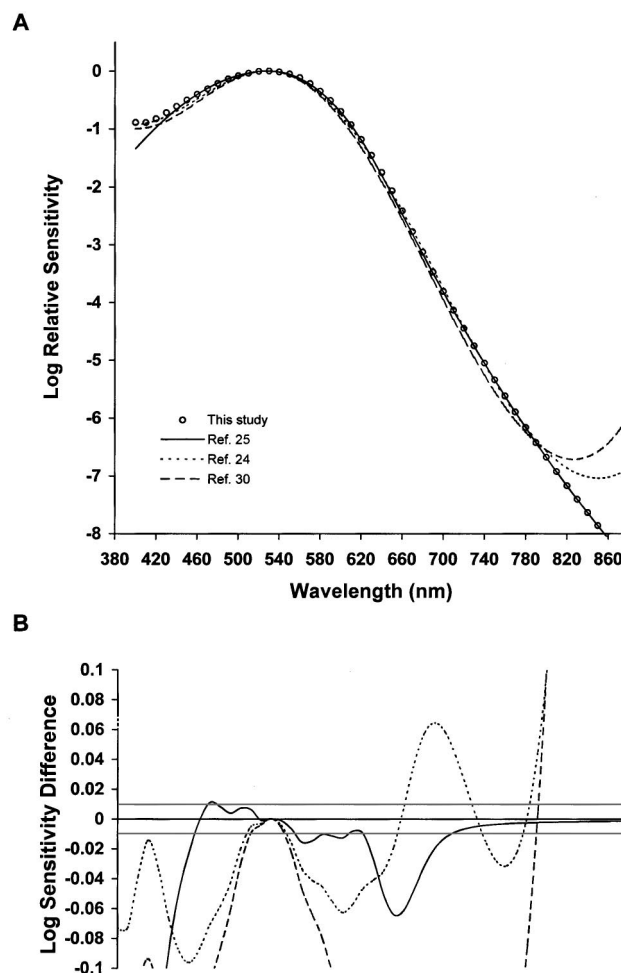 A
Log Relative Sensitivity
0
-1
-2
-3
-4
-5
-6
-7
-8
This study
Ref. 25
Ref. 24
Ref. 30
380 420 460 500 540 580 620 660 700 740 780 820 860
Wavelength (nm)
B
Log Sensitivity Difference
0.1
0.08
0.06
0.04
0.02
0
-0.02
-0.04
-0.06
-0.08
-0.1